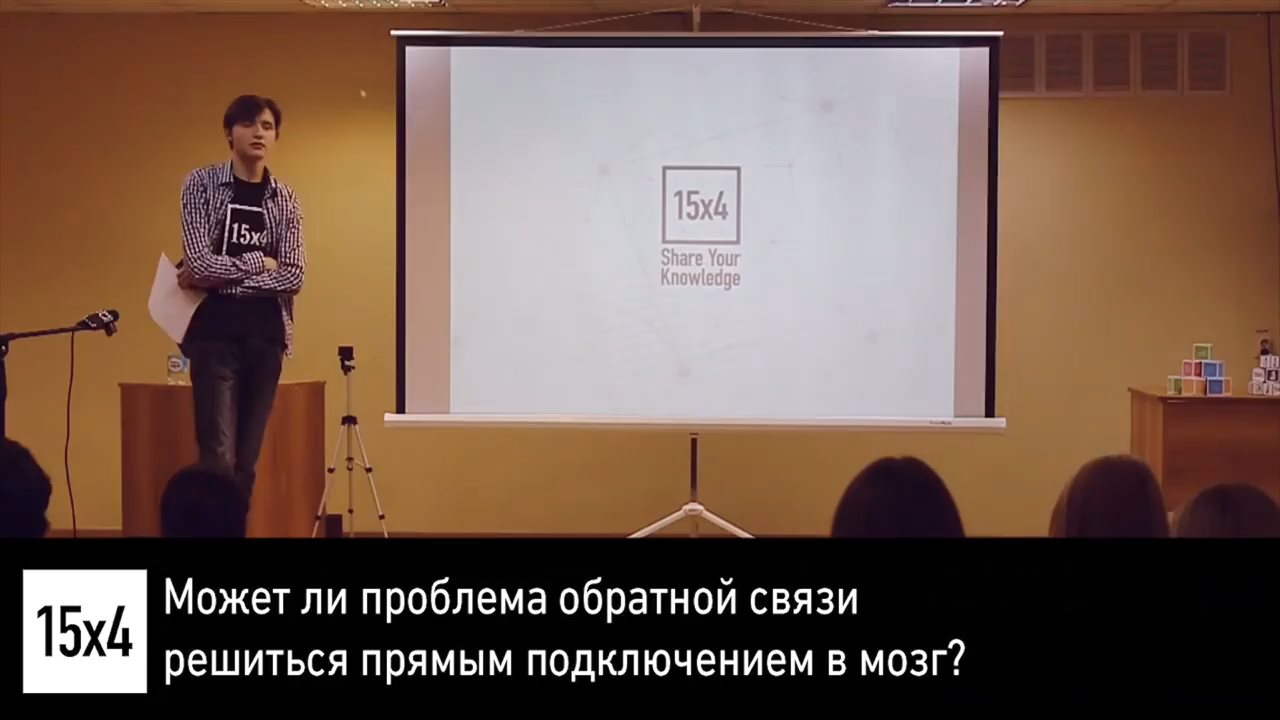 15x4
Share Your
Knowledge
15x4
15x4
Может ли проблема обратной связи
решиться прямым подключением в мозг?